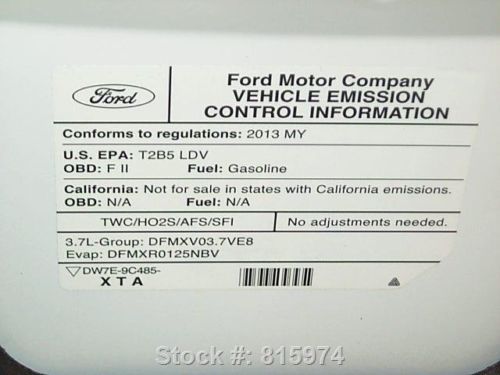 Ford
Ford Motor Company
VEHICLE EMISSION
CONTROL INFORMATION
Conforms to regulations: 2013 MY
U.S. EPA: T2B5 LDV
OBD: F II Fuel: Gasoline
California: Not for sale in states with California emissions.
OBD: N/A Fuel: N/A
TWC/HO2S/AFS/SFI No adjustments needed.
3.7L-Group: DFMXV03.7VE8
Evap: DFMXR0125NBV
DW7E-9C485-
XTA
Stock #: 815974